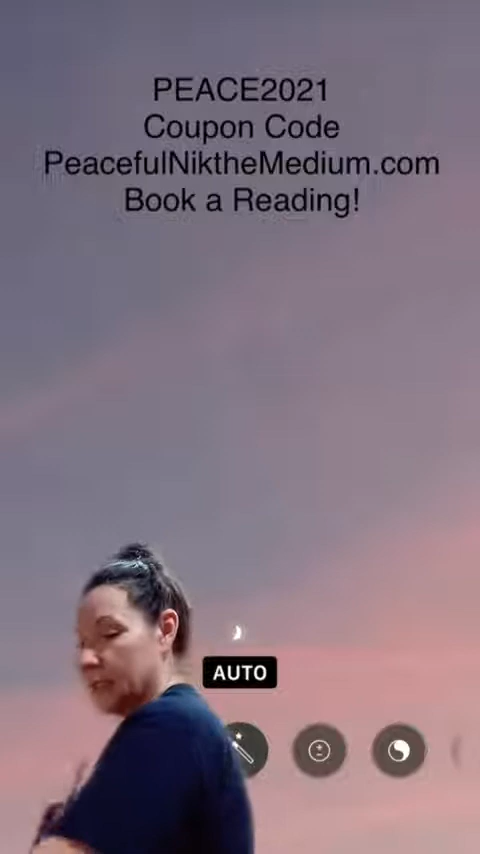 PEACE2021
Coupon Code
PeacefulNiktheMedium.com
Book a Reading!
AUTO